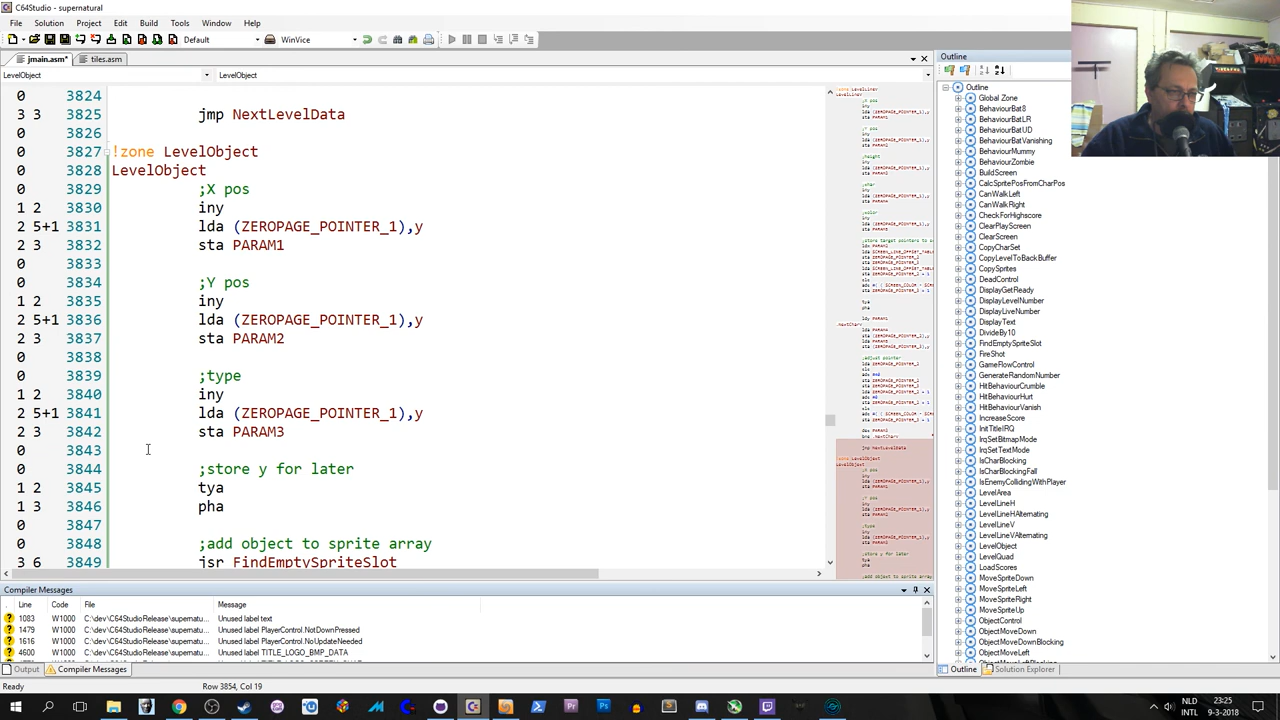 C64Studio - supernatural
File Solution Project Edit Build Tools Window Help
Default WinVice
jmain.asm* tiles.asm
LevelObject LevelObject
0 3824
3 3 3825 jmp NextLevelData
0 3826
0 3827 !zone LevelObject
0 3828 LevelObject
0 3829 ;X pos
1 2 3830 iny
2 5+1 3831 lda (ZEROPAGE_POINTER_1),y
2 3 3832 sta PARAM1
0 3833
0 3834 ;Y pos
1 2 3835 iny
2 5+1 3836 lda (ZEROPAGE_POINTER_1),y
2 3 3837 sta PARAM2
0 3838
0 3839 ;type
1 2 3840 iny
2 5+1 3841 lda (ZEROPAGE_POINTER_1),y
2 3 3842 sta PARAM3
0 3843
0 3844 ;store y for later
1 2 3845 tya
1 3 3846 pha
0 3847
0 3848 ;add object to sprite array
3 6 3849 jsr FindEmptySpriteSlot
Outline
Outline
Global Zone
BehaviourBat8
BehaviourBatLR
BehaviourBatUD
BehaviourBatVanishing
BehaviourMummy
BehaviourZombie
BuildScreen
CalcSpritePosFromCharPos
CanWalkLeft
CanWalkRight
CheckForHighscore
ClearPlayScreen
ClearScreen
CopyCharSet
CopyLevelToBackBuffer
CopySprites
DeadControl
DisplayGetReady
DisplayLevelNumber
DisplayLiveNumber
DisplayText
DivideBy10
FindEmptySpriteSlot
FireShot
GameFlowControl
GenerateRandomNumber
HitBehaviourCrumble
HitBehaviourHurt
HitBehaviourVanish
IncreaseScore
InitTitleIRQ
IrqSetBitmapMode
IrqSetTextMode
IsCharBlocking
IsCharBlockingFall
IsEnemyCollidingWithPlayer
LevelArea
LevelLineH
LevelLineHAlternating
LevelLineV
LevelLineVAlternating
LevelObject
LevelQuad
LoadScores
MoveSpriteDown
MoveSpriteLeft
MoveSpriteRight
MoveSpriteUp
ObjectControl
ObjectMoveDown
ObjectMoveDownBlocking
ObjectMoveLeft
Outline Solution Explorer
Compiler Messages
. Line Code File Message
1083 W1000 C:\dev\C64StudioRelease\supernatu... Unused label text
1479 W1000 C:\dev\C64StudioRelease\supernatu... Unused label PlayerControl.NotDownPressed
1616 W1000 C:\dev\C64StudioRelease\supernatu... Unused label PlayerControl.NoUpdateNeeded
4600 W1000 C:\dev\C64StudioRelease\supernatu... Unused label TITLE_LOGO_BMP_DATA
Output Compiler Messages
Ready Row 3854, Col 19
NLD 23:25
INTL 9-3-2018